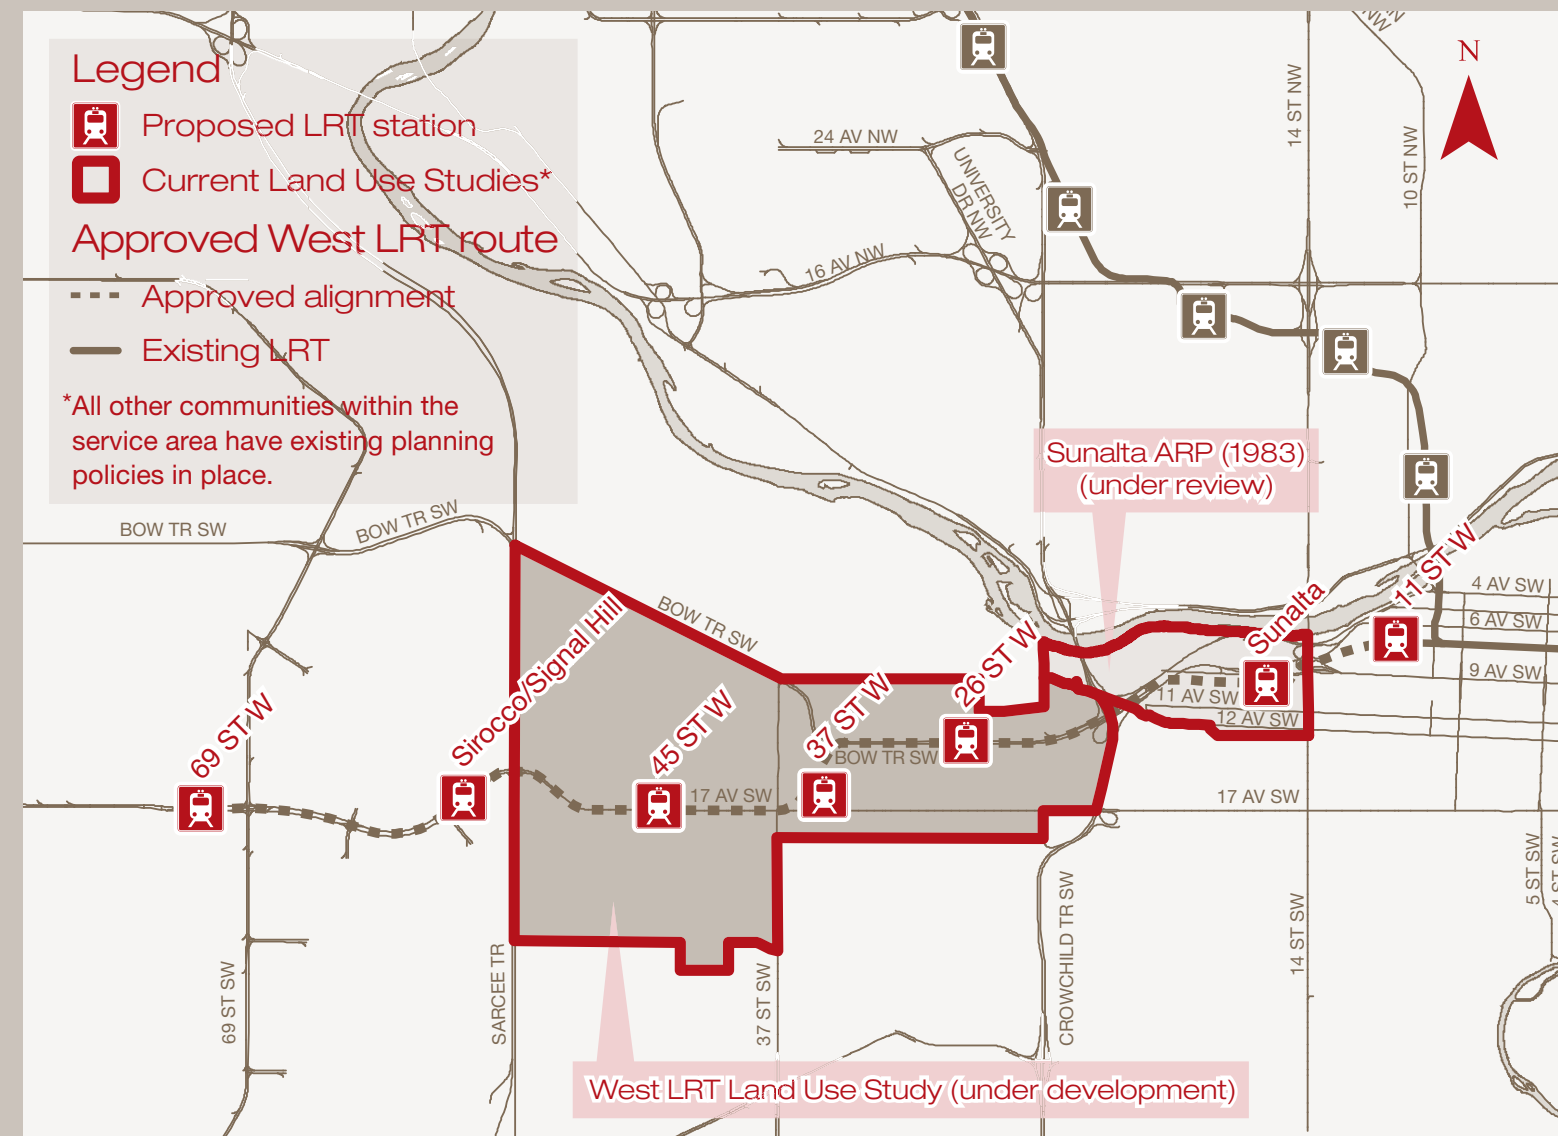 Legend
Proposed LRT station
Current Land Use Studies*
Approved West LRT route
Approved alignment
Existing LRT
*All other communities within the
service area have existing planning
policies in place.
N
24 AV NW
UNIVERSITY
DR NW
16 AV NW
14 ST NW
10 ST NW
NW
Sunalta ARP (1983)
(under review)
BOW TR SW
BOW TR SW
BOW TR SW
69 ST W
Sirocco/Signal Hill
45 ST W
37 ST W
26 ST W
Sunalta
11 ST W
4 AV SW
6 AV SW
9 AV SW
11 AV SW
12 AV SW
BOW TR SW
17 AV SW
17 AV SW
69 ST SW
SARCEE TR
37 ST SW
CROWCHILD TR SW
14 ST SW
5 ST SW
4 ST SW
West LRT Land Use Study (under development)